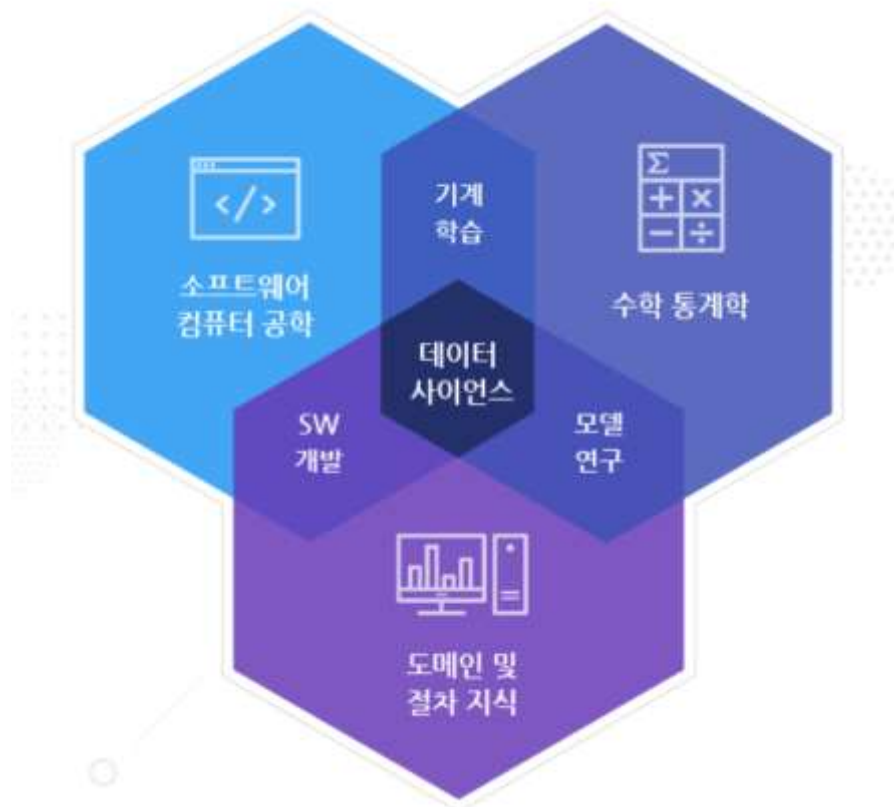 기계
학습
소프트웨어
컴퓨터 공학
수학 통계학
데이터
사이언스
SW
개발
모델
연구
도메인 및
절차 지식